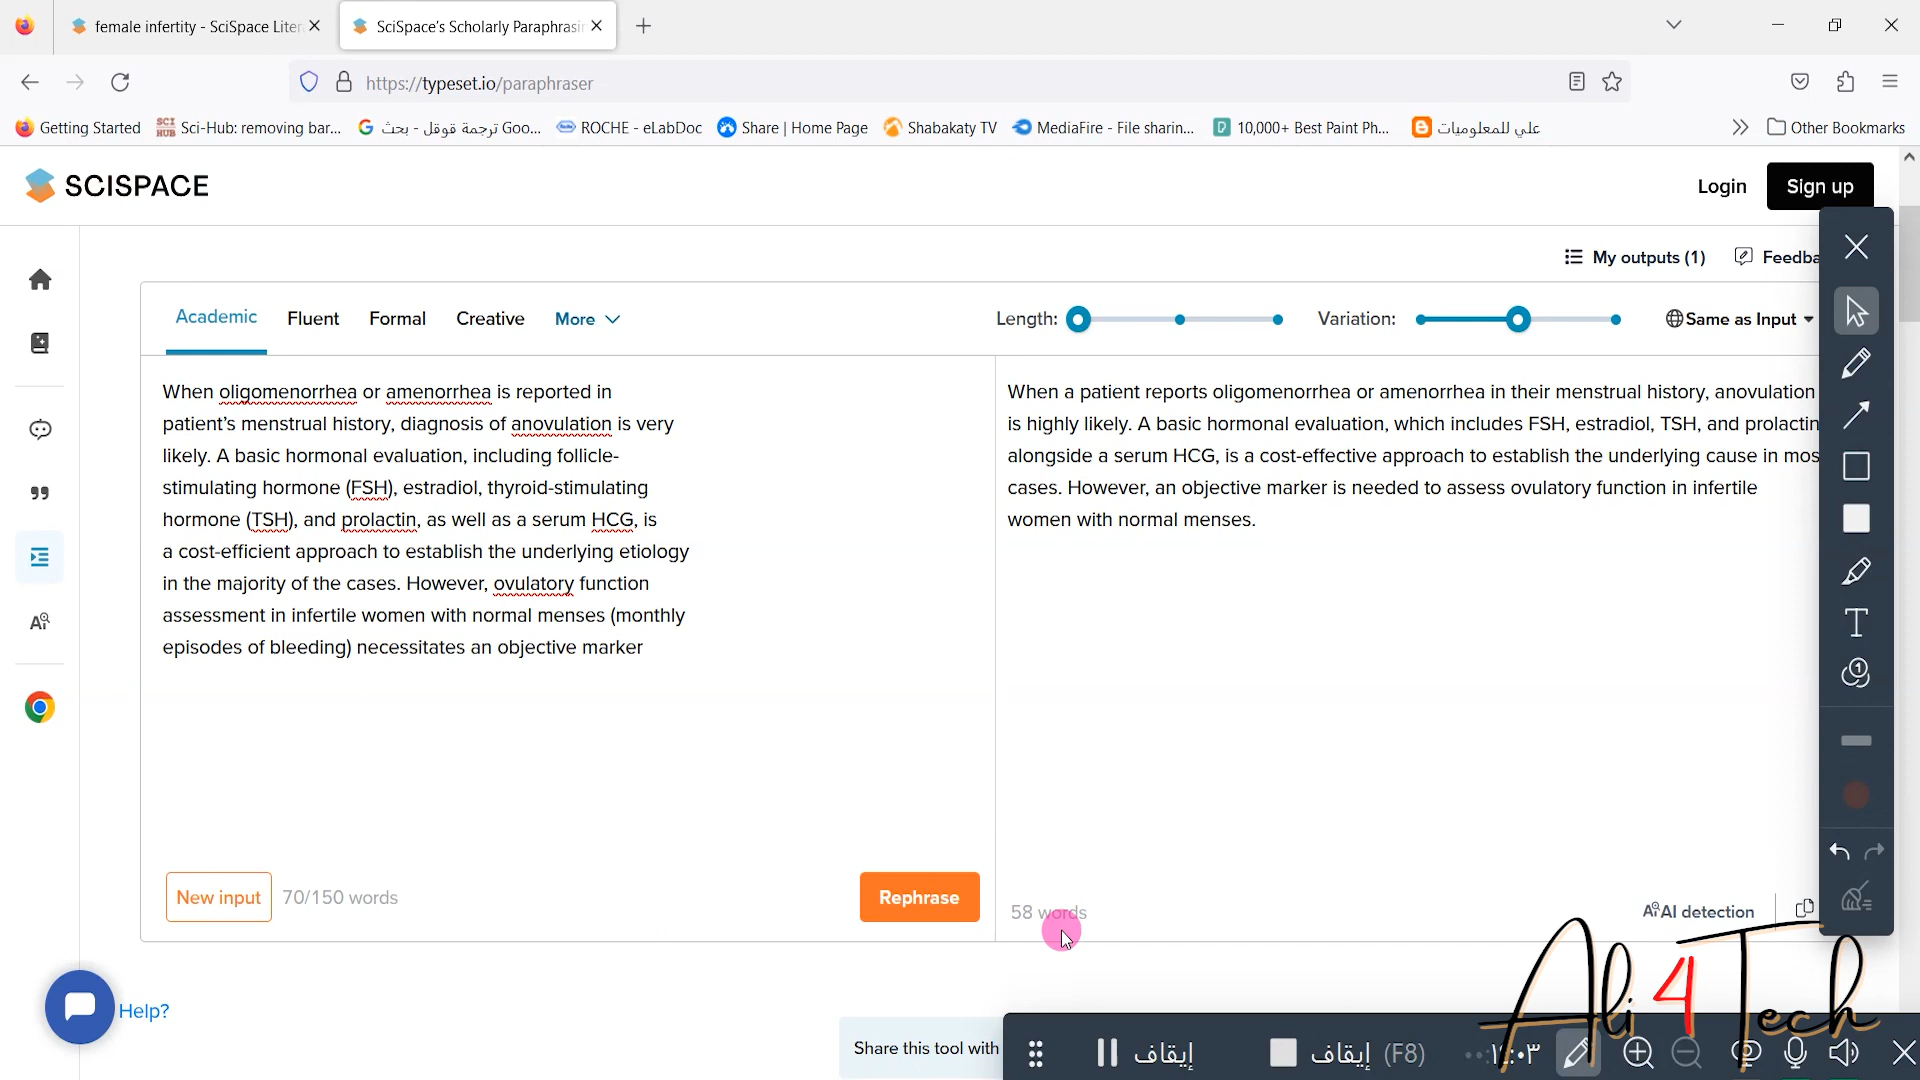 female infertity - SciSpace Liter
SciSpace's Scholarly Paraphrasi
https://typeset.io/paraphraser
Getting Started
SCI HUB
Sci-Hub: removing bar...
ترجمة قوقل - بحث Goo...
ROCHE - eLabDoc
Share | Home Page
Shabakaty TV
MediaFire - File sharin...
10,000+ Best Paint Ph...
علي للمعلوميات
Other Bookmarks
SCISPACE
Login
Sign up
My outputs (1)
Feedba
Academic
Fluent
Formal
Creative
More
Length:
Variation:
Same as Input
When oligomenorrhea or amenorrhea is reported in
patient's menstrual history, diagnosis of anovulation is very
likely. A basic hormonal evaluation, including follicle-
stimulating hormone (FSH), estradiol, thyroid-stimulating
hormone (TSH), and prolactin, as well as a serum HCG, is
a cost-efficient approach to establish the underlying etiology
in the majority of the cases. However, ovulatory function
assessment in infertile women with normal menses (monthly
episodes of bleeding) necessitates an objective marker
When a patient reports oligomenorrhea or amenorrhea in their menstrual history, anovulation
is highly likely. A basic hormonal evaluation, which includes FSH, estradiol, TSH, and prolactin
alongside a serum HCG, is a cost-effective approach to establish the underlying cause in mos
cases. However, an objective marker is needed to assess ovulatory function in infertile
women with normal menses.
New input
70/150 words
Rephrase
58 words
AI detection
Help?
Share this tool with
Ali 4 Tech
إيقاف
إيقاف (F8)